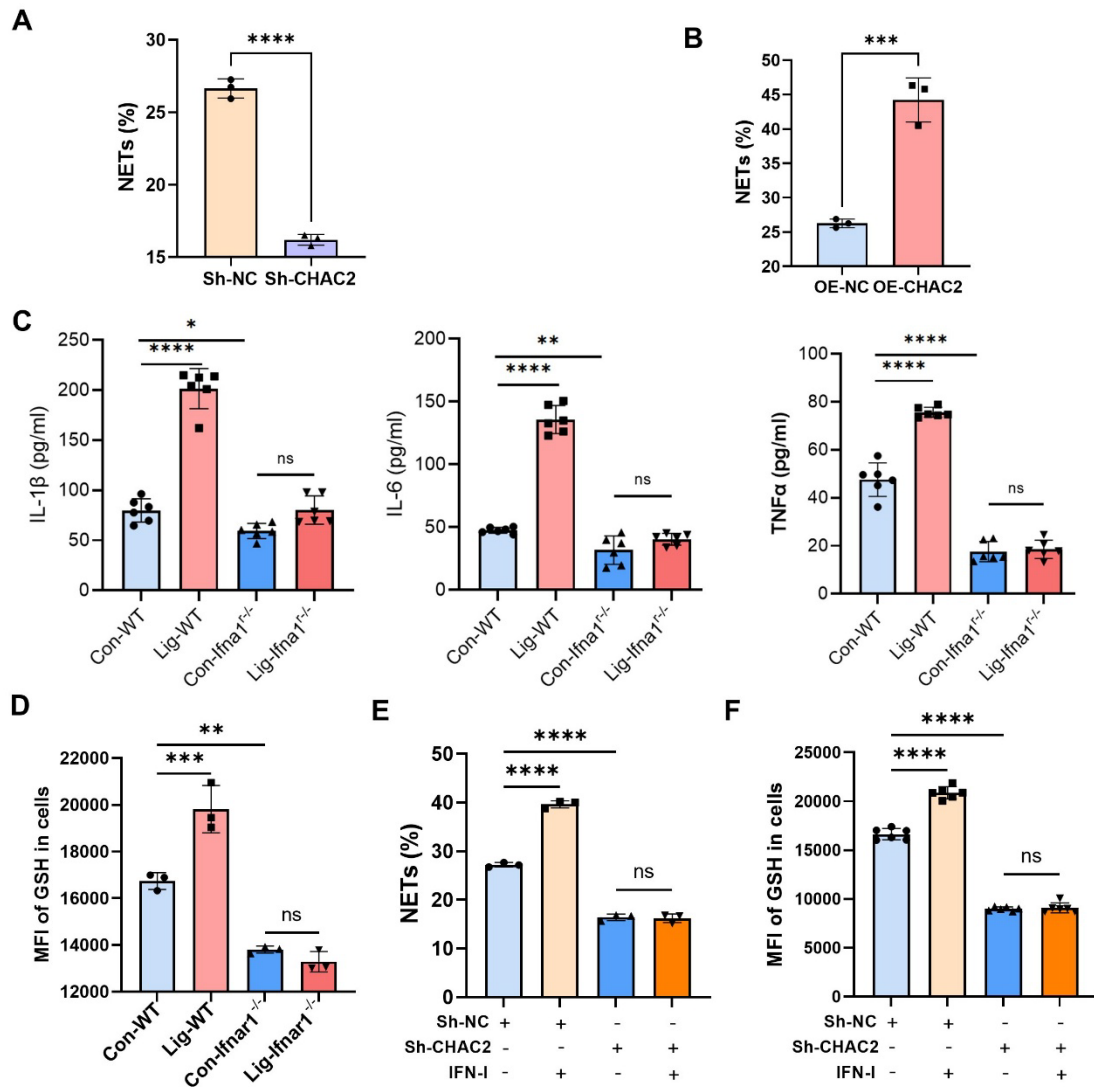 A
NETs (%)
30
25
20
15
****
Sh-NC Sh-CHAC2
B
NETs (%)
50
45
40
35
30
25
20
***
OE-NC OE-CHAC2
C
IL-1β (pg/ml)
250
200
150
100
50
0
*
****
ns
Con-WT
Lig-WT
Con-Ifna1r-/-
Lig-Ifna1r-/-
IL-6 (pg/ml)
200
150
100
50
0
**
****
ns
Con-WT
Lig-WT
Con-Ifna1r-/-
Lig-Ifna1r-/-
TNFα (pg/ml)
100
80
60
40
20
0
****
****
ns
Con-WT
Lig-WT
Con-Ifna1r-/-
Lig-Ifna1r-/-
D
MFI of GSH in cells
22000
20000
18000
16000
14000
12000
**
***
ns
Con-WT
Lig-WT
Con-Ifnar1-/-
Lig-Ifnar1-/-
E
NETs (%)
50
40
30
20
10
0
****
****
ns
Sh-NC + + - -
Sh-CHAC2 - - + +
IFN-I - + - +
F
MFI of GSH in cells
25000
20000
15000
10000
5000
0
****
****
ns
Sh-NC + + - -
Sh-CHAC2 - - + +
IFN-I - + - +